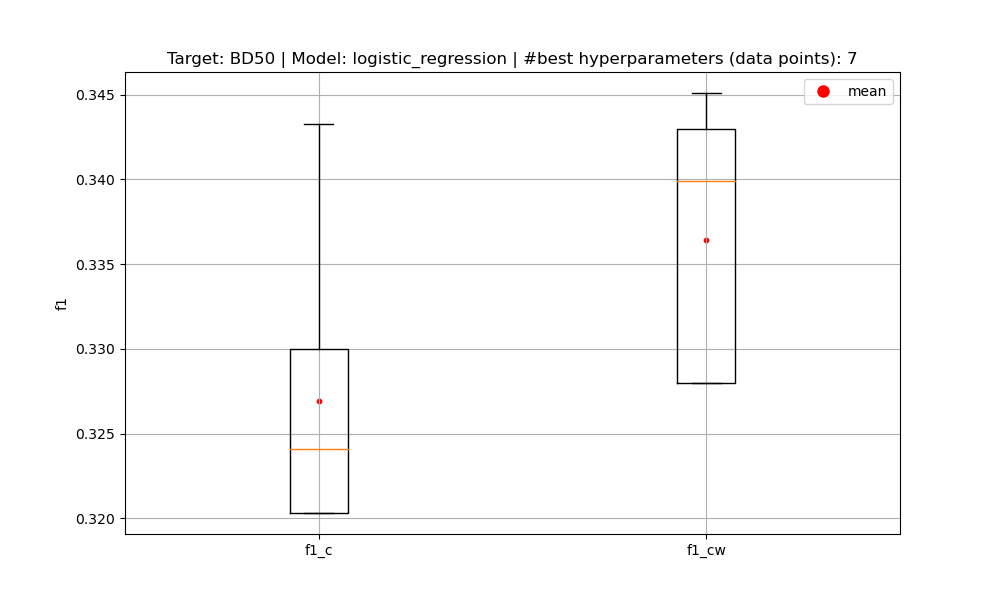 Target: BD50 | Model: logistic_regression | #best hyperparameters (data points): 7
mean
0.345
0.340
0.335
0.330
0.325
0.320
f1
f1_c
f1_cw